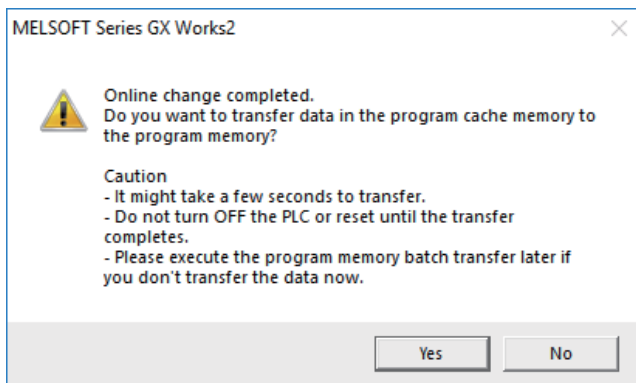 MELSOFT Series GX Works2
Online change completed.
Do you want to transfer data in the program cache memory to
the program memory?
Caution
- It might take a few seconds to transfer.
- Do not turn OFF the PLC or reset until the transfer
completes.
- Please execute the program memory batch transfer later if
you don't transfer the data now.
Yes
No